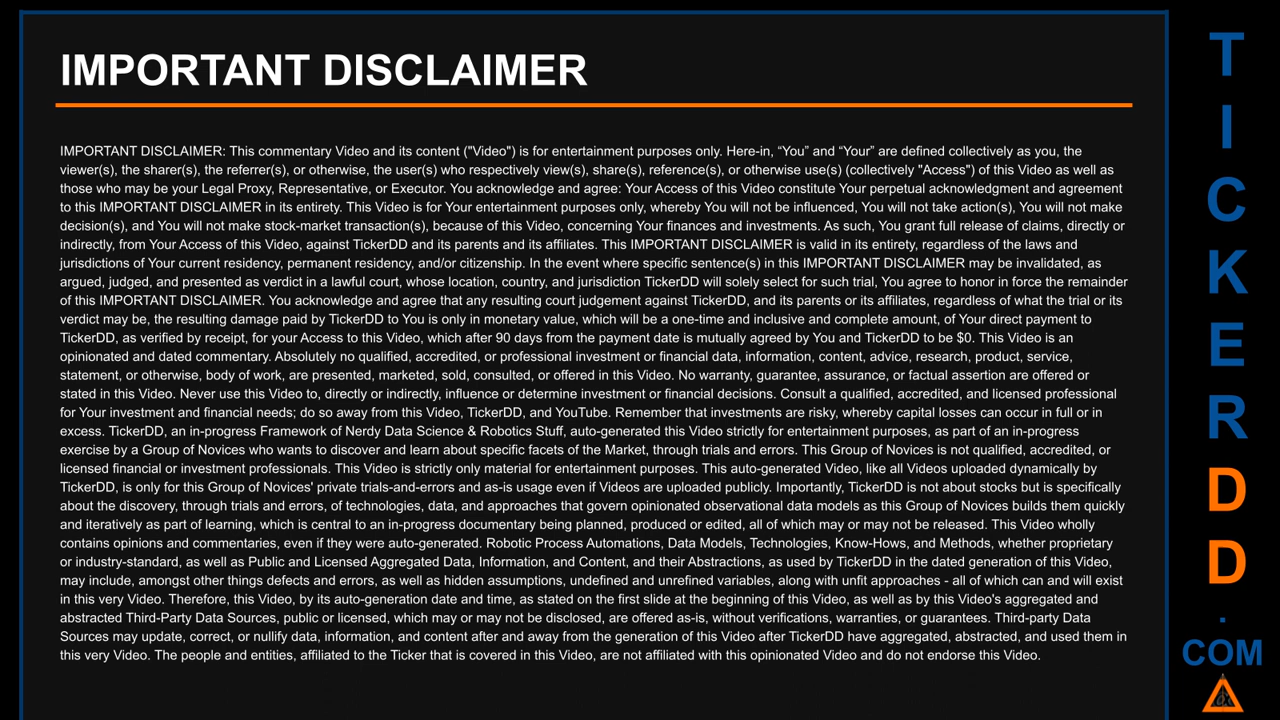 IMPORTANT DISCLAIMER
IMPORTANT DISCLAIMER: This commentary Video and its content ("Video") is for entertainment purposes only. Here-in, “You” and “Your” are defined collectively as you, the
viewer(s), the sharer(s), the referrer(s), or otherwise, the user(s) who respectively view(s), share(s), reference(s), or otherwise use(s) (collectively "Access") of this Video as well as
those who may be your Legal Proxy, Representative, or Executor. You acknowledge and agree: Your Access of this Video constitute Your perpetual acknowledgment and agreement
to this IMPORTANT DISCLAIMER in its entirety. This Video is for Your entertainment purposes only, whereby You will not be influenced, You will not take action(s), You will not make
decision(s), and You will not make stock-market transaction(s), because of this Video, concerning Your finances and investments. As such, You grant full release of claims, directly or
indirectly, from Your Access of this Video, against TickerDD and its parents and its affiliates. This IMPORTANT DISCLAIMER is valid in its entirety, regardless of the laws and
jurisdictions of Your current residency, permanent residency, and/or citizenship. In the event where specific sentence(s) in this IMPORTANT DISCLAIMER may be invalidated, as
argued, judged, and presented as verdict in a lawful court, whose location, country, and jurisdiction TickerDD will solely select for such trial, You agree to honor in force the remainder
of this IMPORTANT DISCLAIMER. You acknowledge and agree that any resulting court judgement against TickerDD, and its parents or its affiliates, regardless of what the trial or its
verdict may be, the resulting damage paid by TickerDD to You is only in monetary value, which will be a one-time and inclusive and complete amount, of Your direct payment to
TickerDD, as verified by receipt, for your Access to this Video, which after 90 days from the payment date is mutually agreed by You and TickerDD to be $0. This Video is an
opinionated and dated commentary. Absolutely no qualified, accredited, or professional investment or financial data, information, content, advice, research, product, service,
statement, or otherwise, body of work, are presented, marketed, sold, consulted, or offered in this Video. No warranty, guarantee, assurance, or factual assertion are offered or
stated in this Video. Never use this Video to, directly or indirectly, influence or determine investment or financial decisions. Consult a qualified, accredited, and licensed professional
for Your investment and financial needs; do so away from this Video, TickerDD, and YouTube. Remember that investments are risky, whereby capital losses can occur in full or in
excess. TickerDD, an in-progress Framework of Nerdy Data Science & Robotics Stuff, auto-generated this Video strictly for entertainment purposes, as part of an in-progress
exercise by a Group of Novices who wants to discover and learn about specific facets of the Market, through trials and errors. This Group of Novices is not qualified, accredited, or
licensed financial or investment professionals. This Video is strictly only material for entertainment purposes. This auto-generated Video, like all Videos uploaded dynamically by
TickerDD, is only for this Group of Novices' private trials-and-errors and as-is usage even if Videos are uploaded publicly. Importantly, TickerDD is not about stocks but is specifically
about the discovery, through trials and errors, of technologies, data, and approaches that govern opinionated observational data models as this Group of Novices builds them quickly
and iteratively as part of learning, which is central to an in-progress documentary being planned, produced or edited, all of which may or may not be released. This Video wholly
contains opinions and commentaries, even if they were auto-generated. Robotic Process Automations, Data Models, Technologies, Know-Hows, and Methods, whether proprietary
or industry-standard, as well as Public and Licensed Aggregated Data, Information, and Content, and their Abstractions, as used by TickerDD in the dated generation of this Video,
may include, amongst other things defects and errors, as well as hidden assumptions, undefined and unrefined variables, along with unfit approaches - all of which can and will exist
in this very Video. Therefore, this Video, by its auto-generation date and time, as stated on the first slide at the beginning of this Video, as well as by this Video's aggregated and
abstracted Third-Party Data Sources, public or licensed, which may or may not be disclosed, are offered as-is, without verifications, warranties, or guarantees. Third-party Data
Sources may update, correct, or nullify data, information, and content after and away from the generation of this Video after TickerDD have aggregated, abstracted, and used them in
this very Video. The people and entities, affiliated to the Ticker that is covered in this Video, are not affiliated with this opinionated Video and do not endorse this Video.
T
I
C
K
E
R
D
D
.
COM